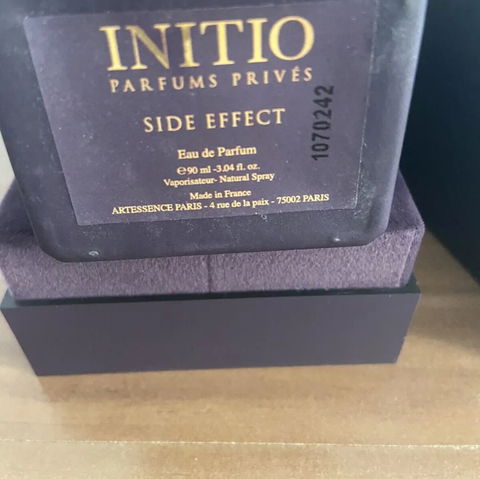 INITIO
PARFUMS PRIVÉS
SIDE EFFECT
Eau de Parfum
℮90 ml -3.04 fl. oz.
Vaporisateur- Natural Spray
Made in France
ARTESSENCE PARIS - 4 rue de la paix - 75002 PARIS
1070242